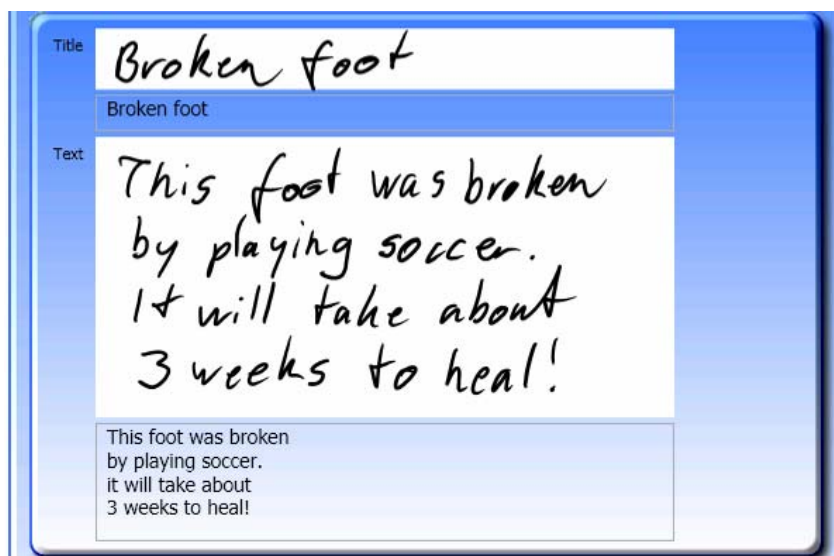 Title
Broken foot
Broken foot
Text
This foot was broken
by playing soccer.
It will take about
3 weeks to heal!
This foot was broken
by playing soccer.
it will take about
3 weeks to heal!